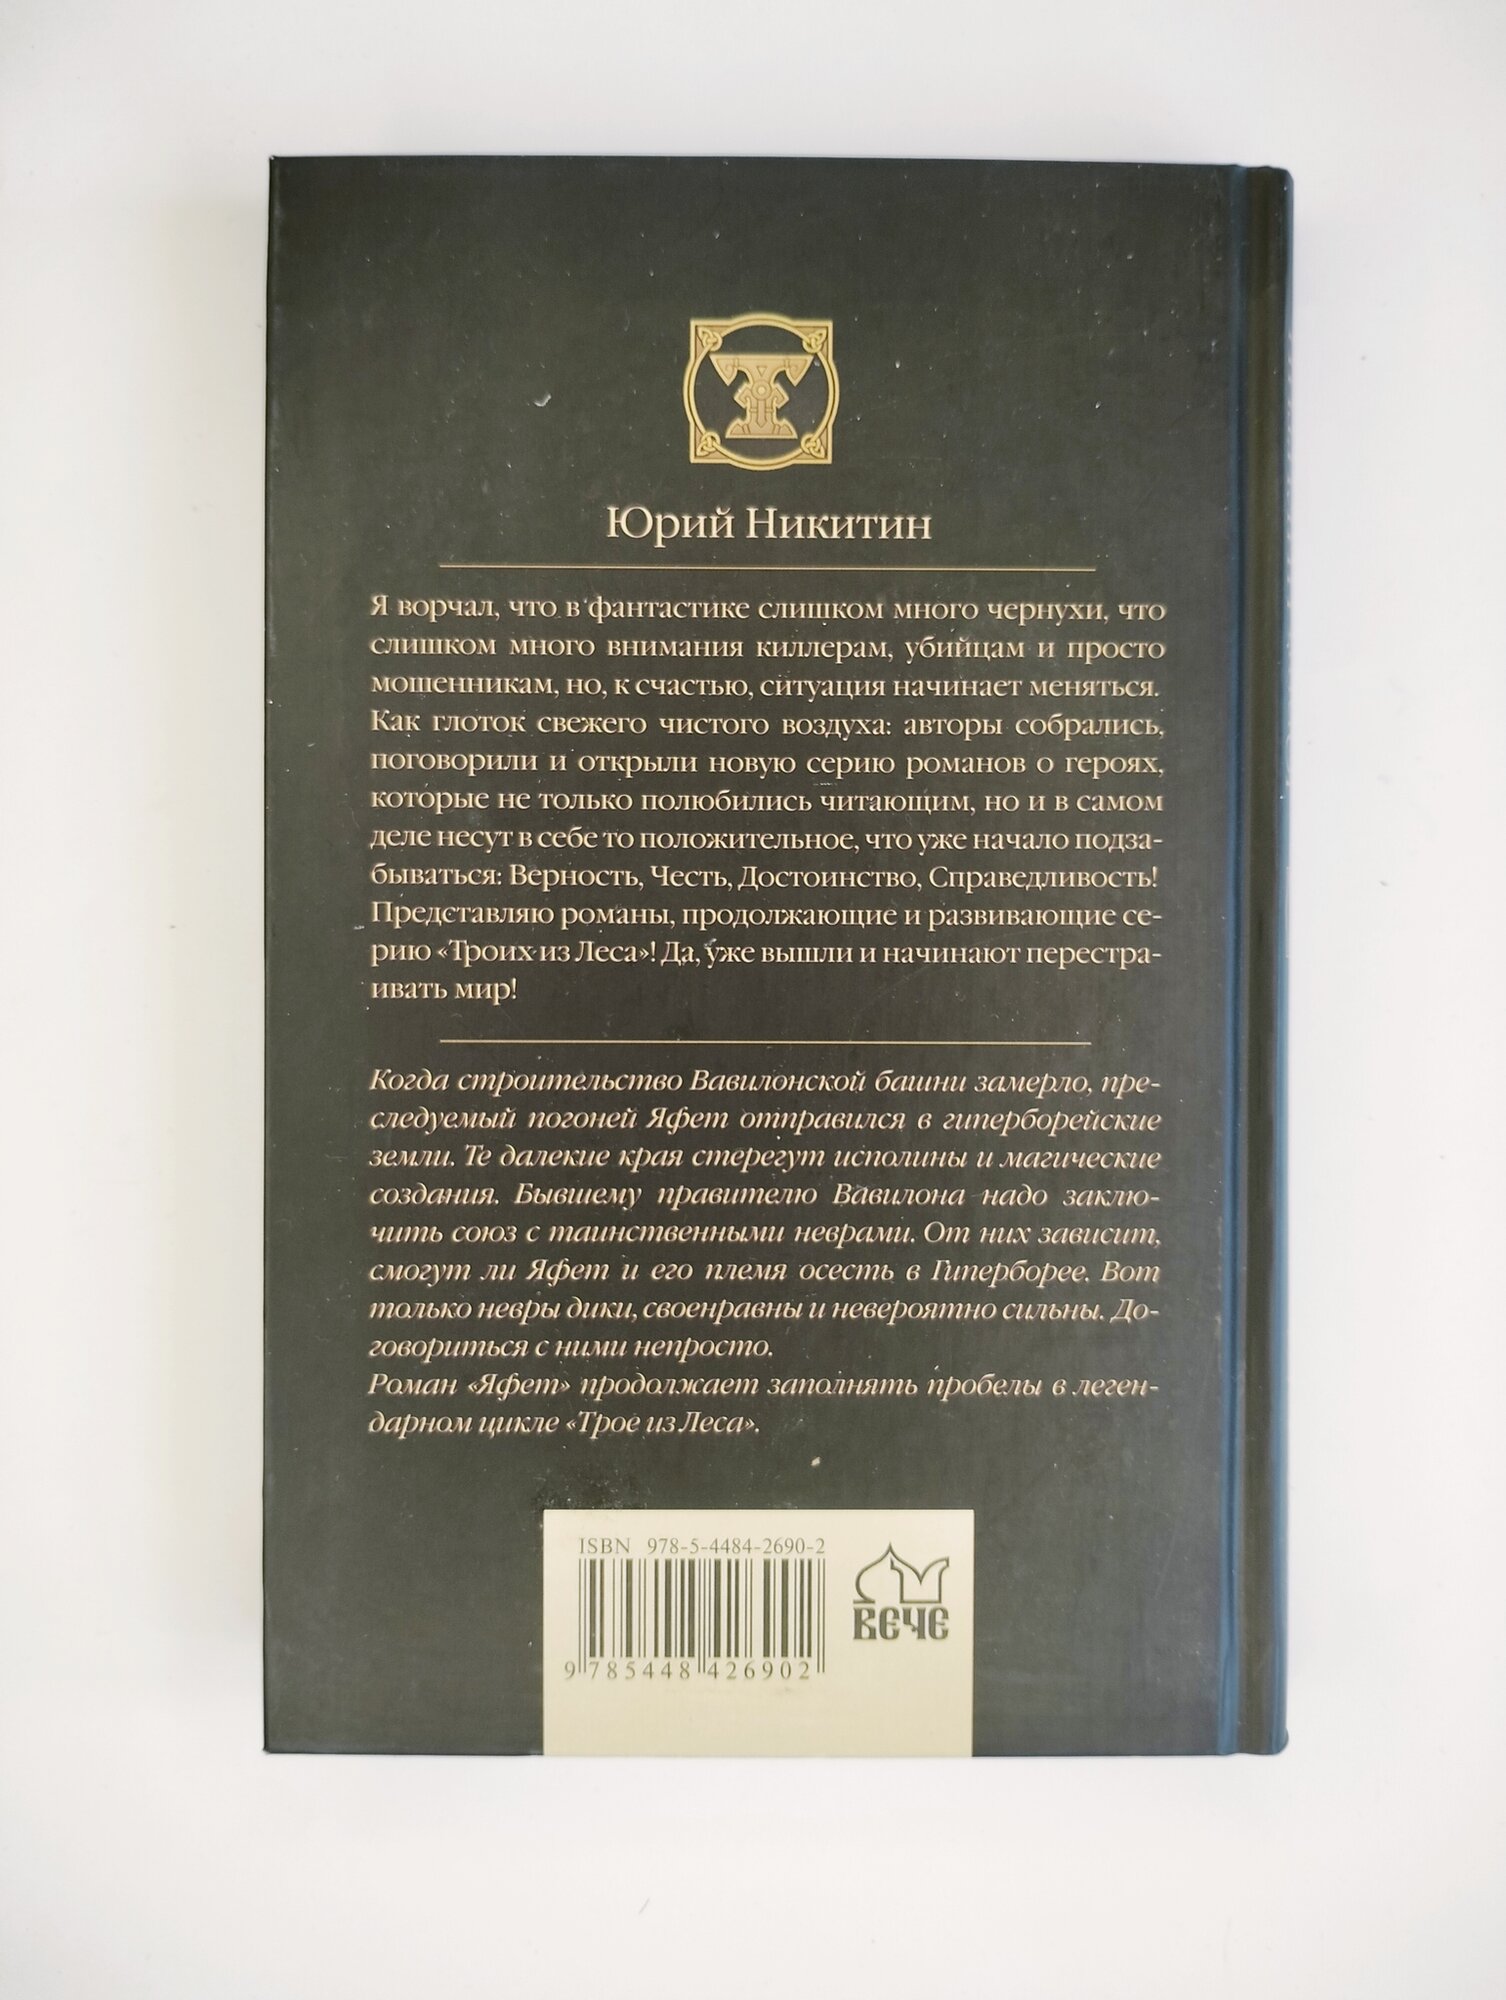 Юрий Никитин
Я ворчал, что в фантастике слишком много чернухи, что
слишком много внимания киллерам, убийцам и просто
мошенникам, но, к счастью, ситуация начинает меняться.
Как глоток свежего чистого воздуха: авторы собрались,
поговорили и открыли новую серию романов о героях,
которые не только полюбились читающим, но и в самом
деле несут в себе то положительное, что уже начало подза-
бываться: Верность, Честь, Достоинство, Справедливость!
Представляю романы, продолжающие и развивающие се-
рию «Троих из Леса»! Да, уже вышли и начинают перестра-
ивать мир!
Когда строительство Вавилонской башни замерло, пре-
следуемый погоней Яфет отправился в гиперборейские
земли. Те далекие края стерегут исполины и магические
создания. Бывшему правителю Вавилона надо заклю-
чить союз с таинственными неврами. От них зависит,
смогут ли Яфет и его племя осесть в Гиперборее. Вот
только невры дики, своенравны и невероятно сильны. До-
говориться с ними непросто.
Роман «Яфет» продолжает заполнять пробелы в леген-
дарном цикле «Трое из Леса».
ISBN 978-5-4484-2690-2
9 785448 426902
ВЕЧЕ